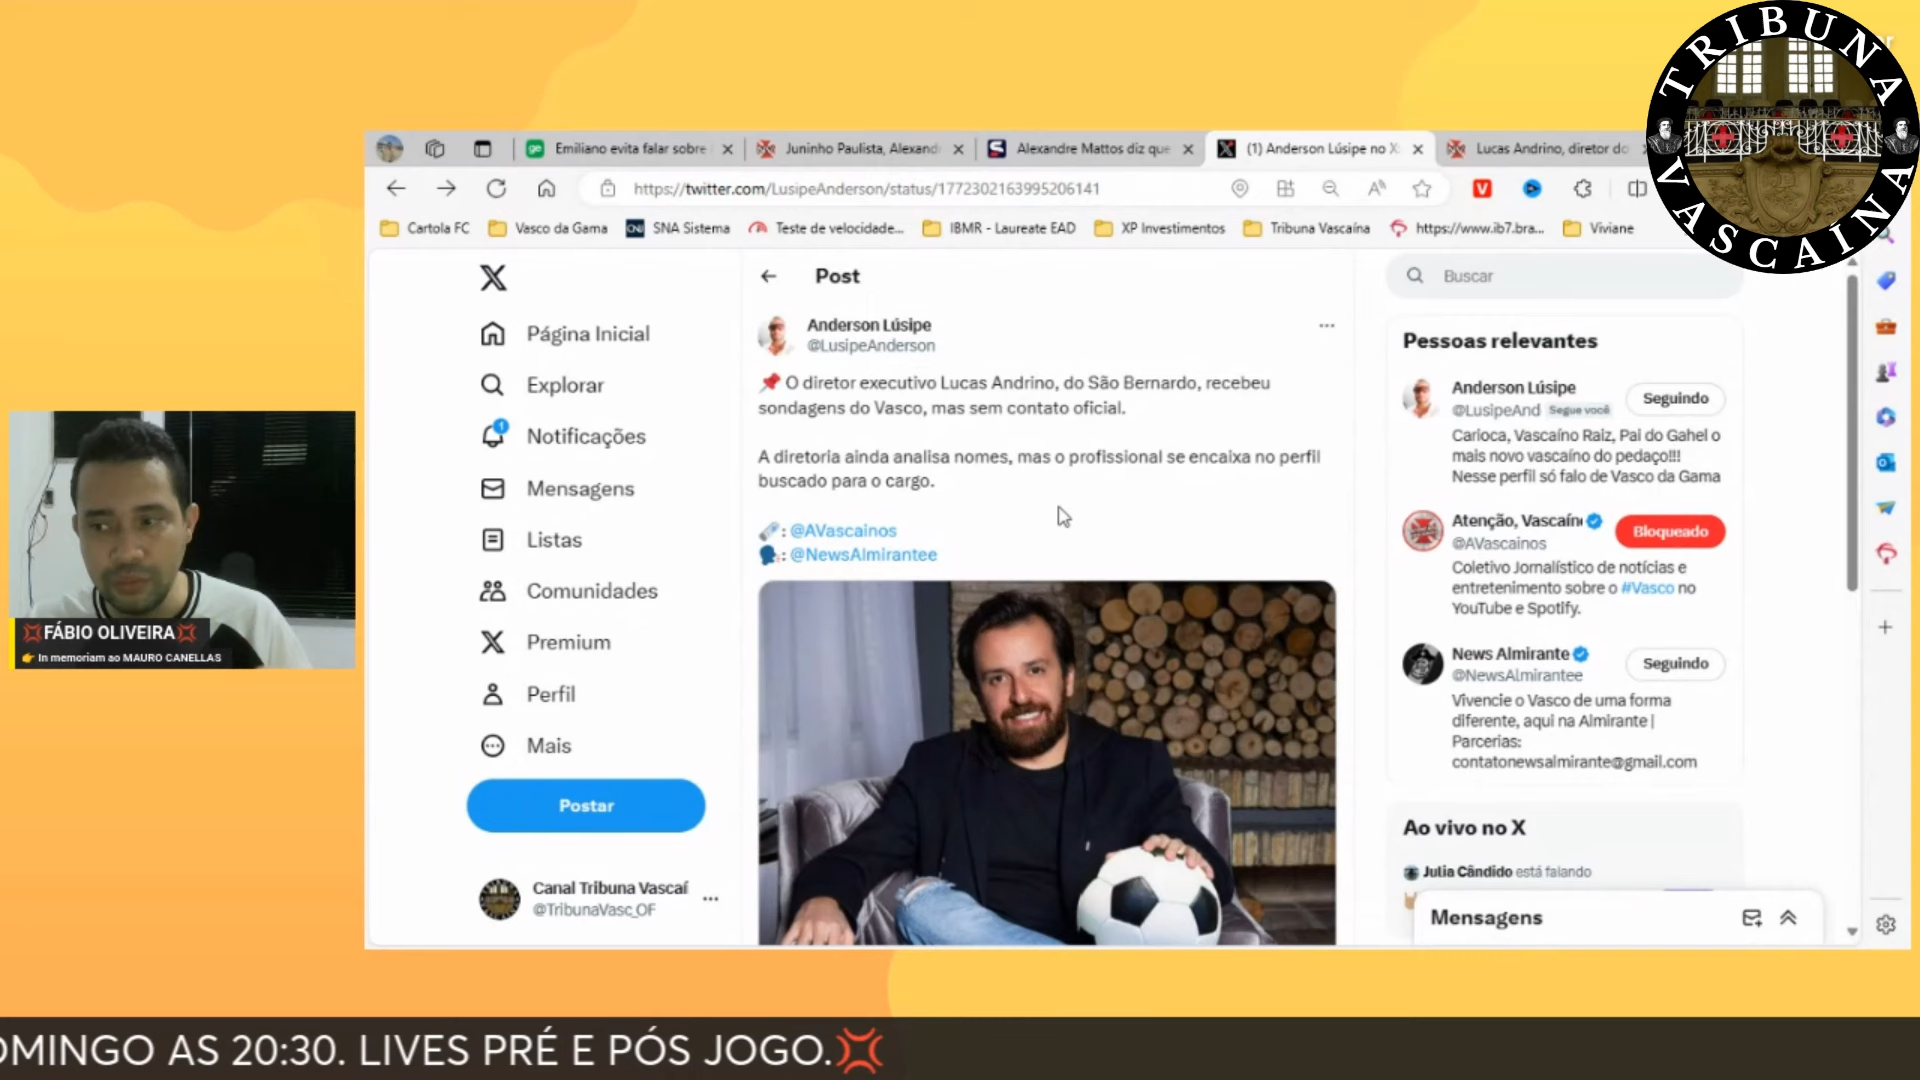 TRIBUNA VASCAINA
Emiliano evita falar sobre
Juninho Paulista, Alexand
Alexandre Mattos diz que
(1) Anderson Lúsipe no X:
Lucas Andrino, diretor do
https://twitter.com/LusipeAnderson/status/1772302163995206141
Cartola FC
Vasco da Gama
SNA Sistema
Teste de velocidade...
IBMR - Laureate EAD
XP Investimentos
Tribuna Vascaína
https://www.ib7.bra...
Viviane
Página Inicial
Explorar
1
Notificações
Mensagens
Listas
Comunidades
Premium
Perfil
Mais
Postar
Canal Tribuna Vascaí
@TribunaVasc_OF
Post
Anderson Lúsipe
@LusipeAnderson
📌 O diretor executivo Lucas Andrino, do São Bernardo, recebeu
sondagens do Vasco, mas sem contato oficial.
A diretoria ainda analisa nomes, mas o profissional se encaixa no perfil
buscado para o cargo.
🗞️: @AVascainos
🗣️: @NewsAlmirantee
Buscar
Pessoas relevantes
Anderson Lúsipe
@LusipeAnd Segue você
Seguindo
Carioca, Vascaíno Raiz, Pai do Gahel o
mais novo vascaíno do pedaço!!!
Nesse perfil só falo de Vasco da Gama
Atenção, Vascaín
@AVascainos
Bloqueado
Coletivo Jornalístico de notícias e
entretenimento sobre o #Vasco no
YouTube e Spotify.
News Almirante
@NewsAlmirantee
Seguindo
Vivencie o Vasco de uma forma
diferente, aqui na Almirante |
Parcerias:
contatonewsalmirante@gmail.com
Ao vivo no X
Julia Cândido está falando
Mensagens
💢FÁBIO OLIVEIRA💢
👉 In memoriam ao MAURO CANELLAS
OMINGO AS 20:30. LIVES PRÉ E PÓS JOGO.💢